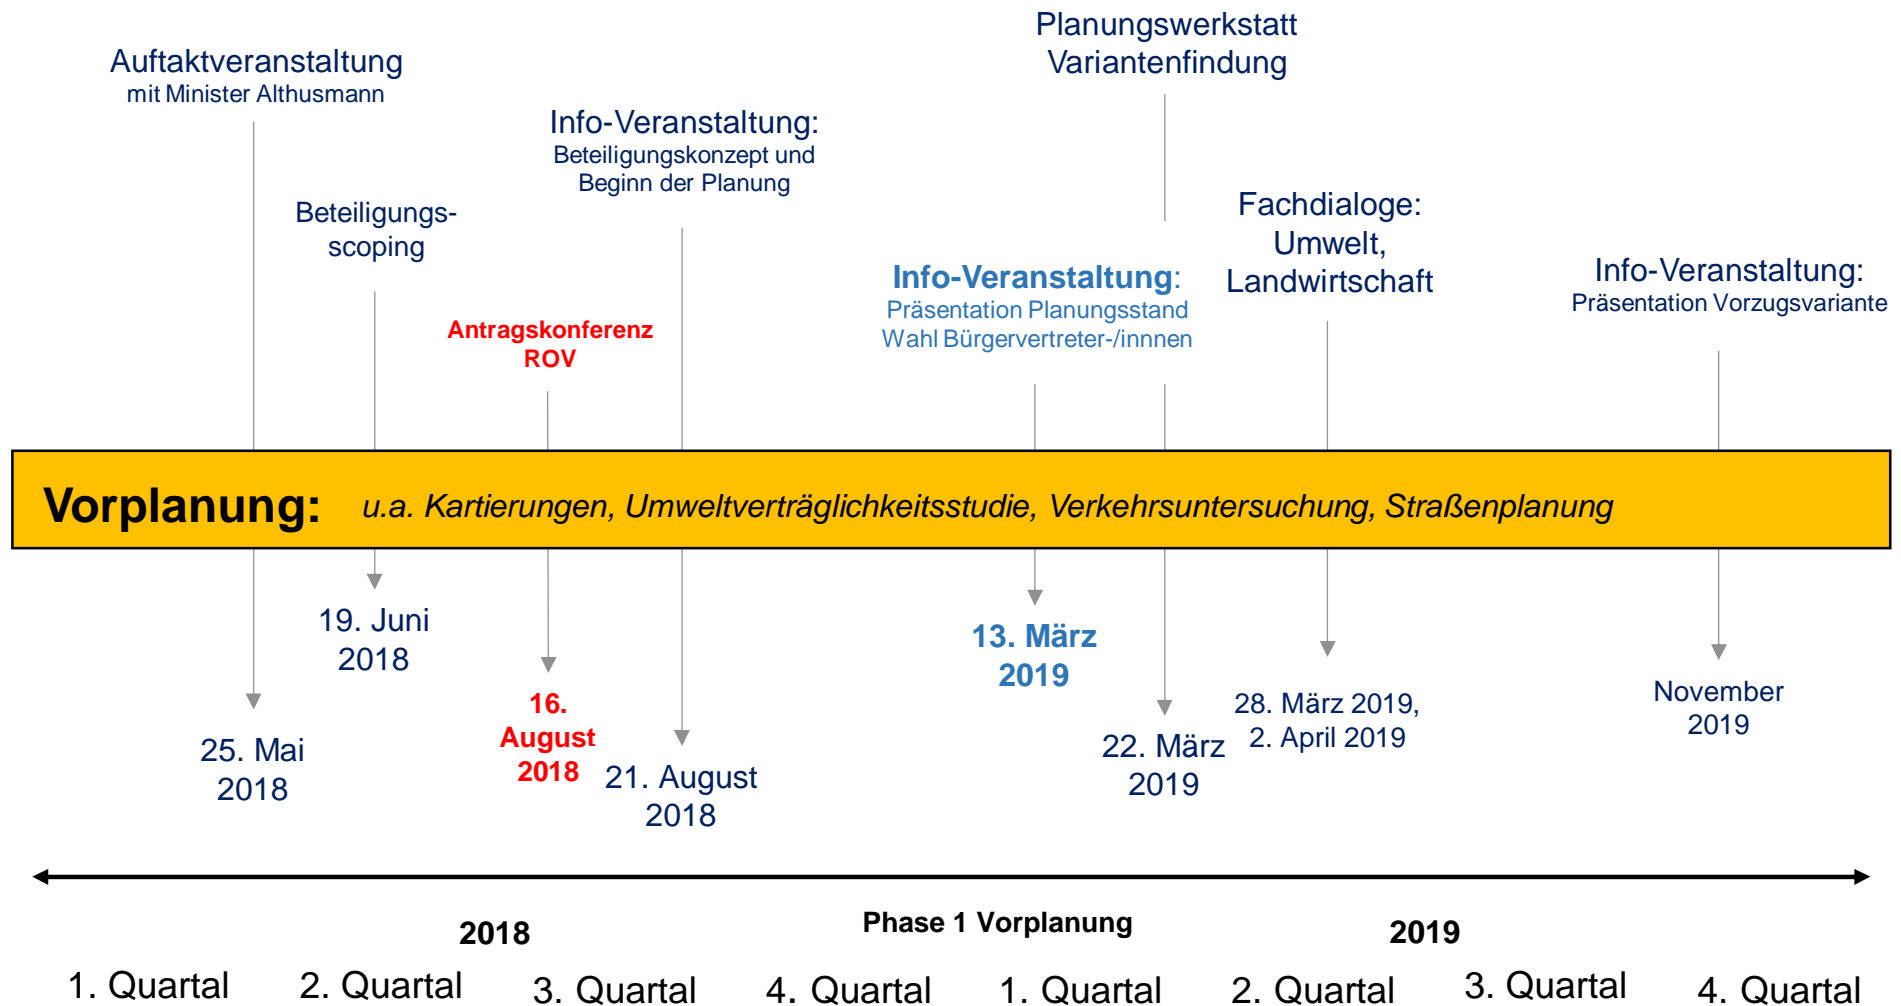 Auftaktveranstaltung
mit Minister Althusmann
Beteiligungs-
scoping
Antragskonferenz
ROV
Info-Veranstaltung:
Beteiligungskonzept und
Beginn der Planung
Info-Veranstaltung:
Präsentation Planungsstand
Wahl Bürgervertreter-/innnen
Planungswerkstatt
Variantenfindung
Fachdialoge:
Umwelt,
Landwirtschaft
Info-Veranstaltung:
Präsentation Vorzugsvariante
Vorplanung: u.a. Kartierungen, Umweltverträglichkeitsstudie, Verkehrsuntersuchung, Straßenplanung
25. Mai
2018
19. Juni
2018
16.
August
2018
21. August
2018
13. März
2019
22. März
2019
28. März 2019,
2. April 2019
November
2019
2018
Phase 1 Vorplanung
2019
1. Quartal
2. Quartal
3. Quartal
4. Quartal
1. Quartal
2. Quartal
3. Quartal
4. Quartal